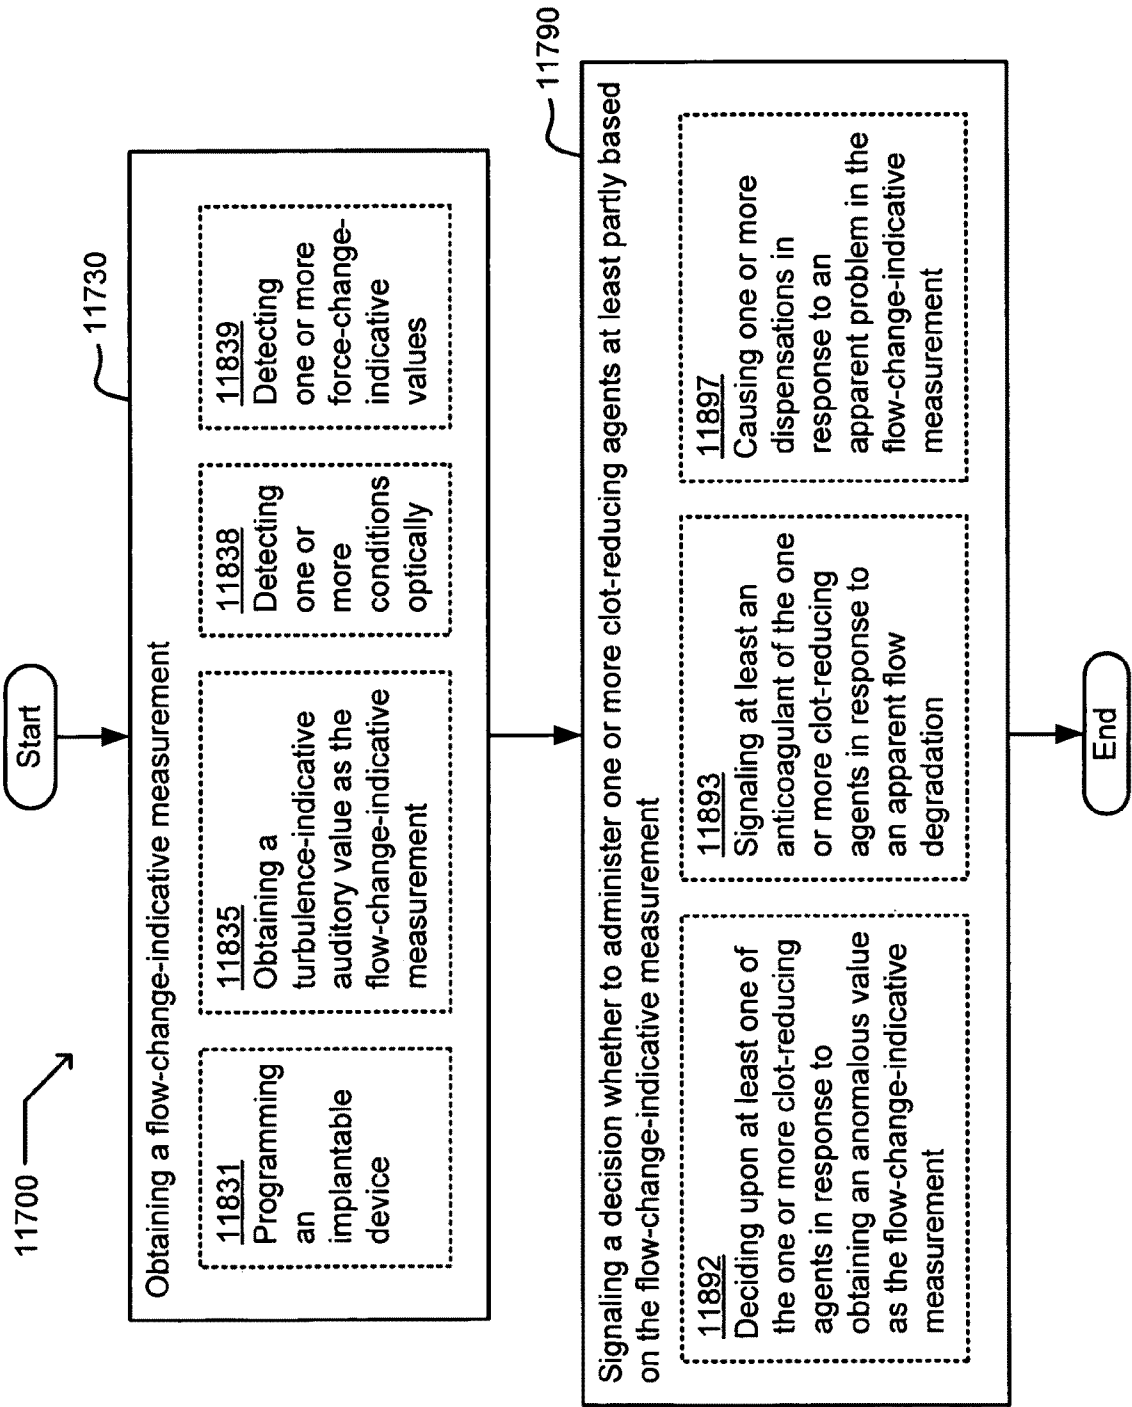 11700
Start
11730
Obtaining a flow-change-indicative measurement
11831
Programming
an
implantable
device
11835
Obtaining a
turbulence-indicative
auditory value as the
flow-change-indicative
measurement
11838
Detecting
one or
more
conditions
optically
11839
Detecting
one or more
force-change-
indicative
values
11790
Signaling a decision whether to administer one or more clot-reducing agents at least partly based
on the flow-change-indicative measurement
11892
Deciding upon at least one of
the one or more clot-reducing
agents in response to
obtaining an anomalous value
as the flow-change-indicative
measurement
11893
Signaling at least an
anticoagulant of the one
or more clot-reducing
agents in response to
an apparent flow
degradation
11897
Causing one or more
dispensations in
response to an
apparent problem in the
flow-change-indicative
measurement
End